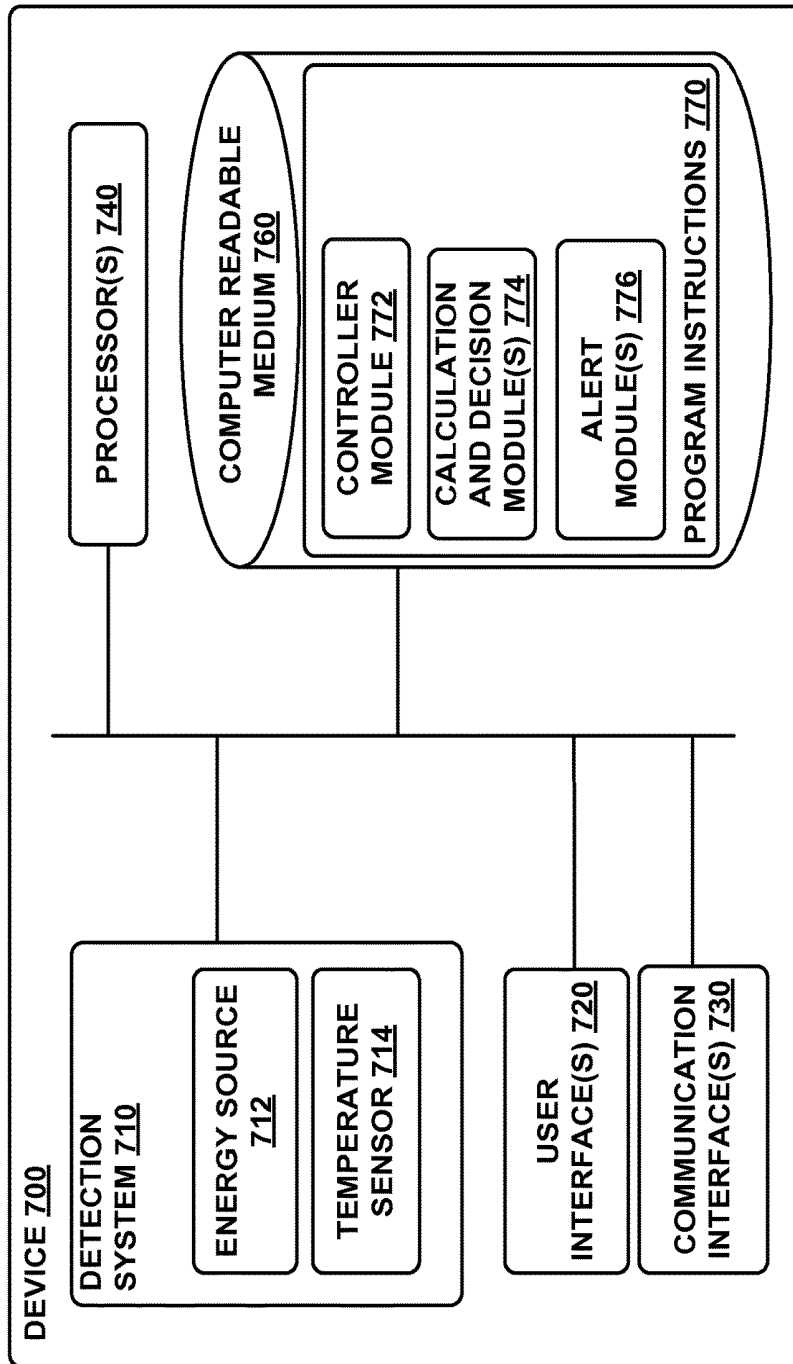 DEVICE 700
DETECTION
SYSTEM 710
ENERGY SOURCE
712
TEMPERATURE
SENSOR 714
USER
INTERFACE(S) 720
COMMUNICATION
INTERFACE(S) 730
PROCESSOR(S) 740
COMPUTER READABLE
MEDIUM 760
CONTROLLER
MODULE 772
CALCULATION
AND DECISION
MODULE(S) 774
ALERT
MODULE(S) 776
PROGRAM INSTRUCTIONS 770